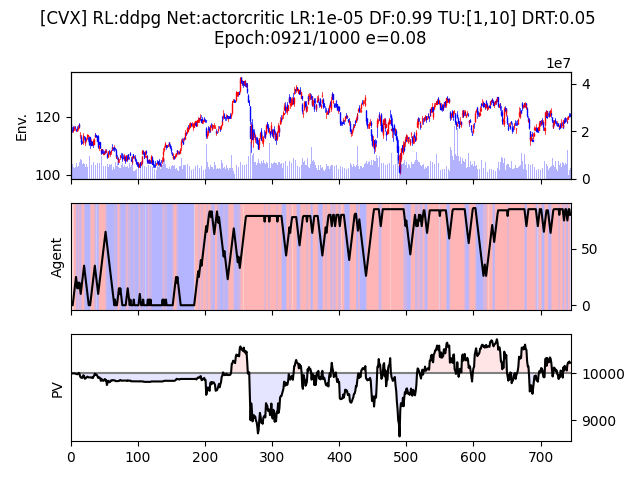 [CVX] RL:ddpg Net:actorcritic LR:1e-05 DF:0.99 TU:[1,10] DRT:0.05
Epoch:0921/1000 e=0.08
1e7
Env.
120
100
4
2
0
Agent
50
0
PV
10000
9000
0 100 200 300 400 500 600 700